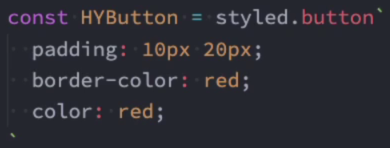 const HYButton = styled.button`
  padding: 10px 20px;
  border-color: red;
  color: red;
`